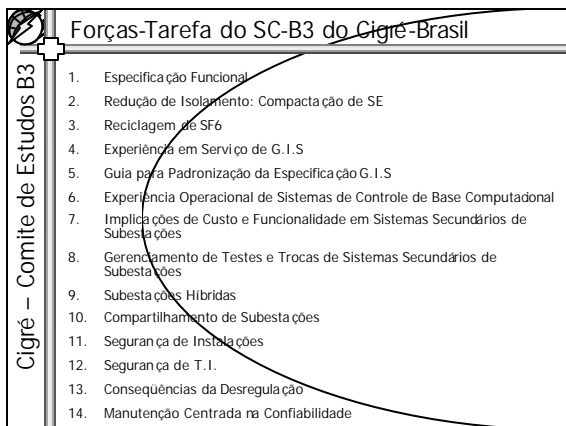 Forças-Tarefa do SC-B3 do Cigré-Brasil
Cigré – Comite de Estudos B3
1. Especificação Funcional
2. Redução de Isolamento: Compactação de SE
3. Reciclagem de SF6
4. Experiência em Serviço de G.I.S
5. Guia para Padronização da Especificação G.I.S
6. Experiência Operacional de Sistemas de Controle de Base Computacional
7. Implicações de Custo e Funcionalidade em Sistemas Secundários de
Subestações
8. Gerenciamento de Testes e Trocas de Sistemas Secundários de
Subestações
9. Subestações Híbridas
10. Compartilhamento de Subestações
11. Segurança de Instalações
12. Segurança de T.I.
13. Conseqüências da Desregulação
14. Manutenção Centrada na Confiabilidade